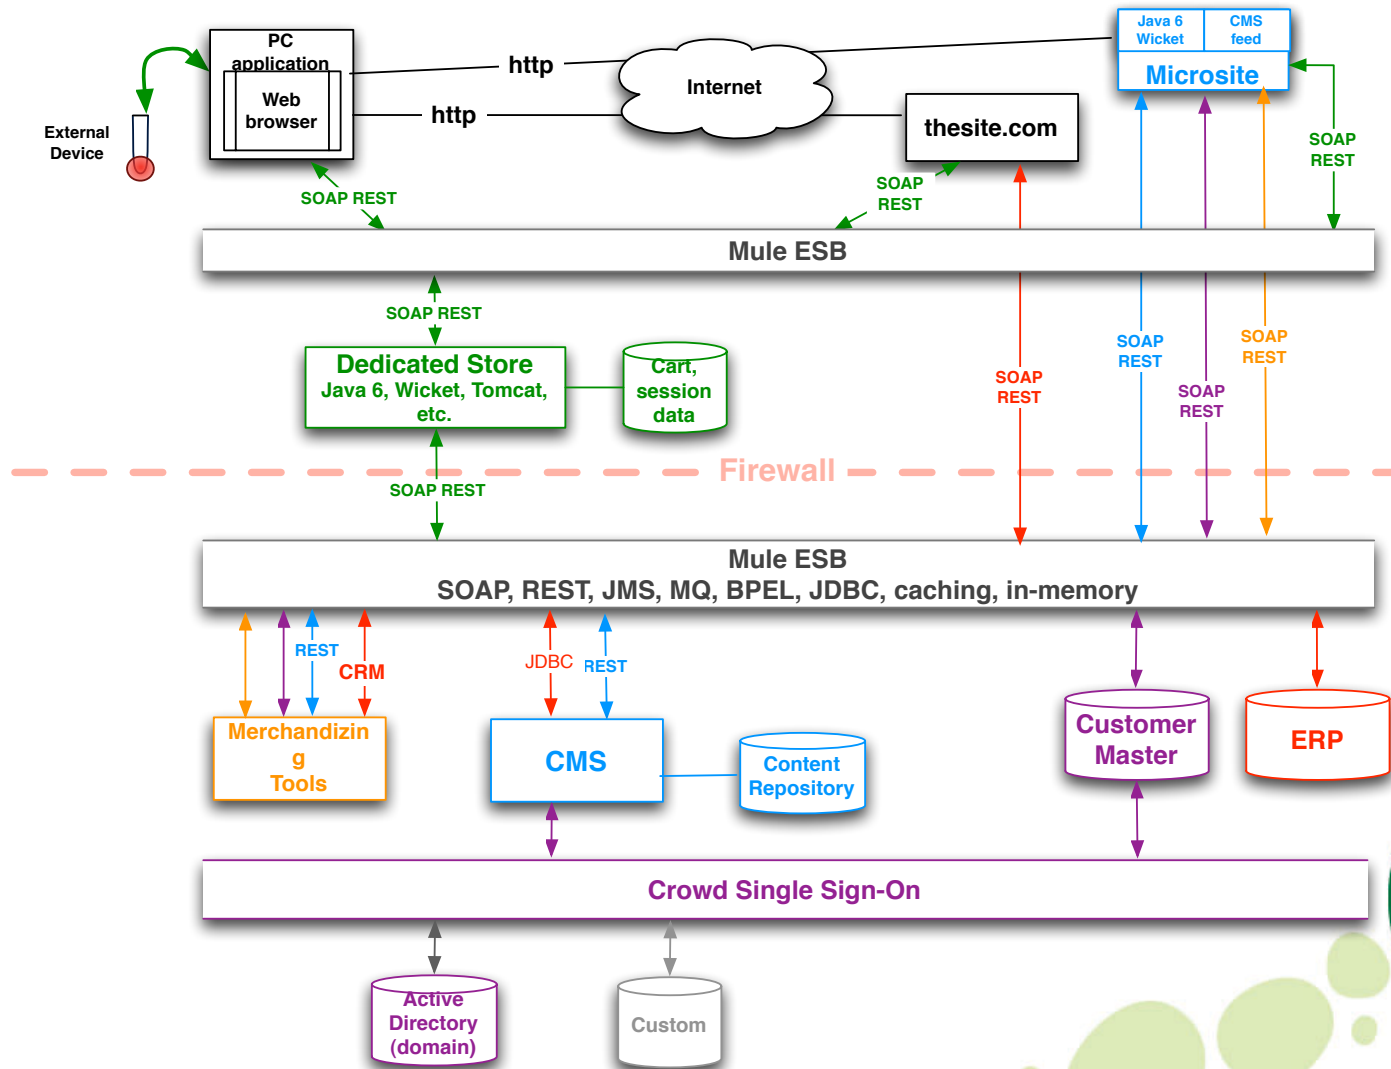 Java 6
Wicket
CMS
feed
Microsite
PC
application
Web
browser
http
http
Internet
thesite.com
External
Device
SOAP REST
SOAP
REST
SOAP
REST
Mule ESB
SOAP REST
Dedicated Store
Java 6, Wicket, Tomcat,
etc.
Cart,
session
data
SOAP
REST
SOAP
REST
SOAP
REST
SOAP
REST
Firewall
SOAP REST
Mule ESB
SOAP, REST, JMS, MQ, BPEL, JDBC, caching, in-memory
REST
CRM
JDBC
REST
Merchandizin
g
Tools
CMS
Content
Repository
Customer
Master
ERP
Crowd Single Sign-On
Active
Directory
(domain)
Custom